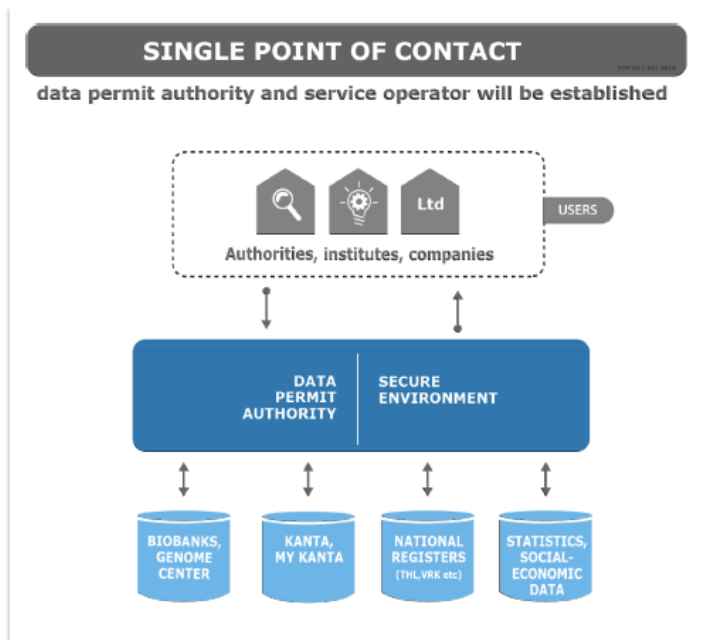 SINGLE POINT OF CONTACT
data permit authority and service operator will be established
Ltd
USERS
Authorities, institutes, companies
DATA
PERMIT
AUTHORITY
SECURE
ENVIRONMENT
BIOBANKS,
GENOME
CENTER
KANTA,
MY KANTA
NATIONAL
REGISTERS
(THL,VRK etc)
STATISTICS,
SOCIAL-
ECONOMIC
DATA